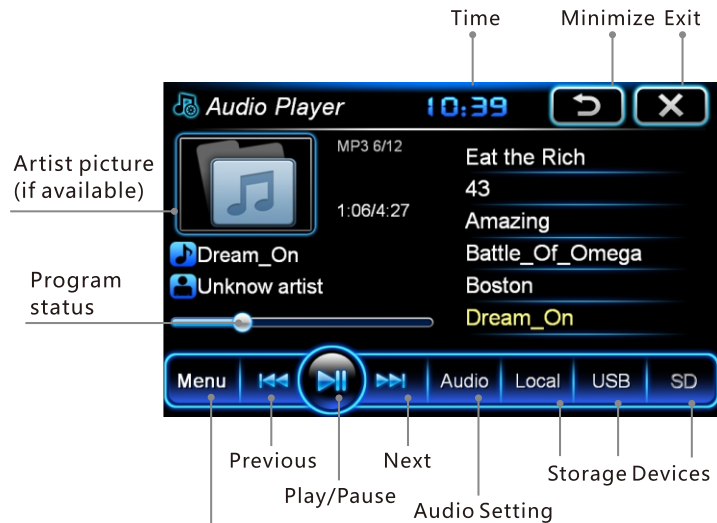 Time
Minimize Exit
Audio Player
10:39
Artist picture
(if available)
MP3 6/12
1:06/4:27
Dream_On
Unknow artist
Program
status
Eat the Rich
43
Amazing
Battle_Of_Omega
Boston
Dream_On
Menu
Audio
Local
USB
SD
Previous
Play/Pause
Next
Audio Setting
Storage Devices